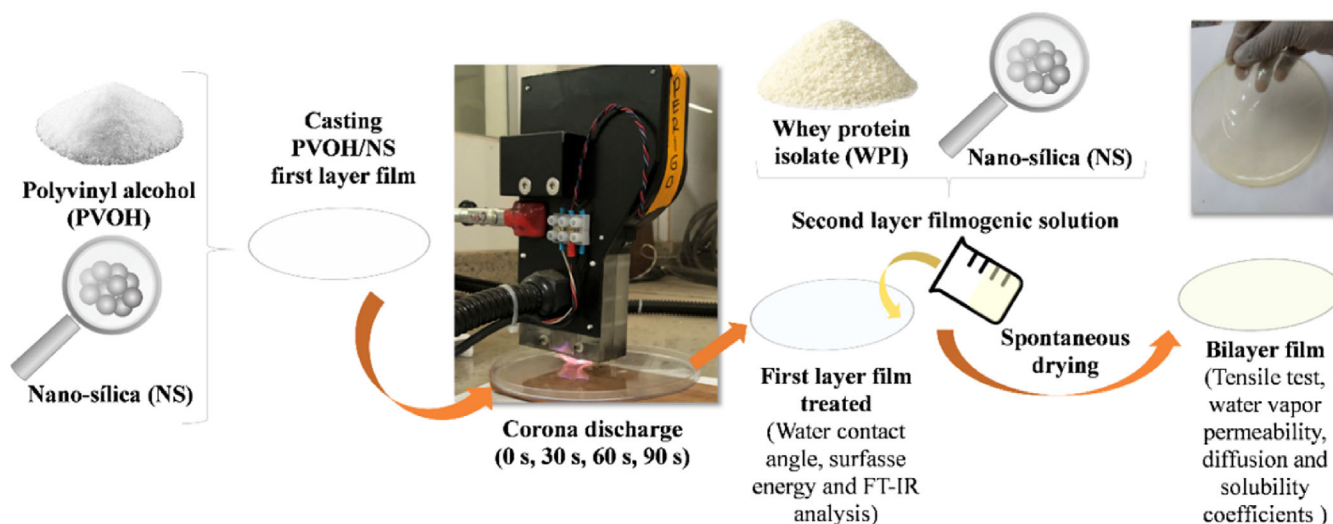 Polyvinyl alcohol
(PVOH)
Nano-sílica (NS)
Casting
PVOH/NS
first layer film
PERIGO
Corona discharge
(0 s, 30 s, 60 s, 90 s)
Whey protein
isolate (WPI)
Nano-sílica (NS)
Second layer filmogenic solution
First layer film
treated
(Water contact
angle, surfasse
energy and FT-IR
analysis)
Spontaneous
drying
Bilayer film
(Tensile test,
water vapor
permeability,
diffusion and
solubility
coefficients )